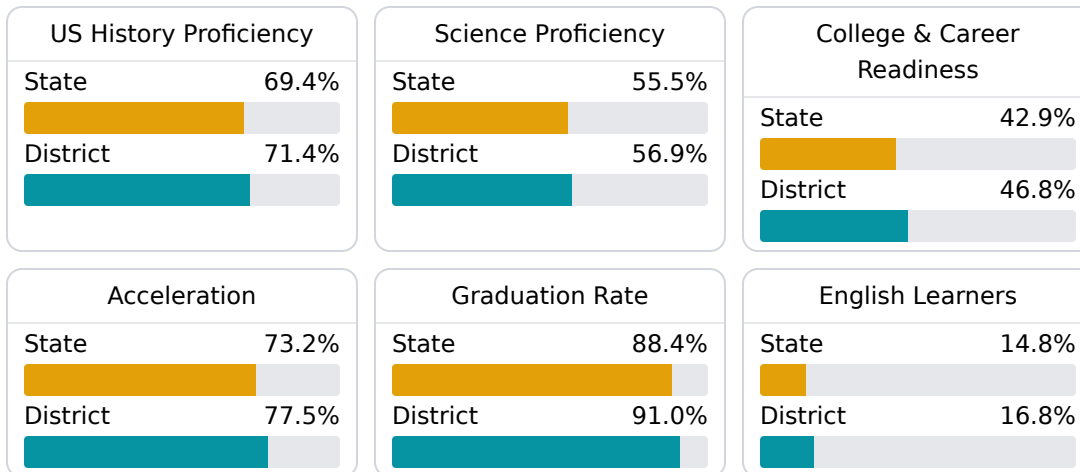 US History Proficiency
State 69.4%
District 71.4%
Science Proficiency
State 55.5%
District 56.9%
College & Career
Readiness
State 42.9%
District 46.8%
Acceleration
State 73.2%
District 77.5%
Graduation Rate
State 88.4%
District 91.0%
English Learners
State 14.8%
District 16.8%